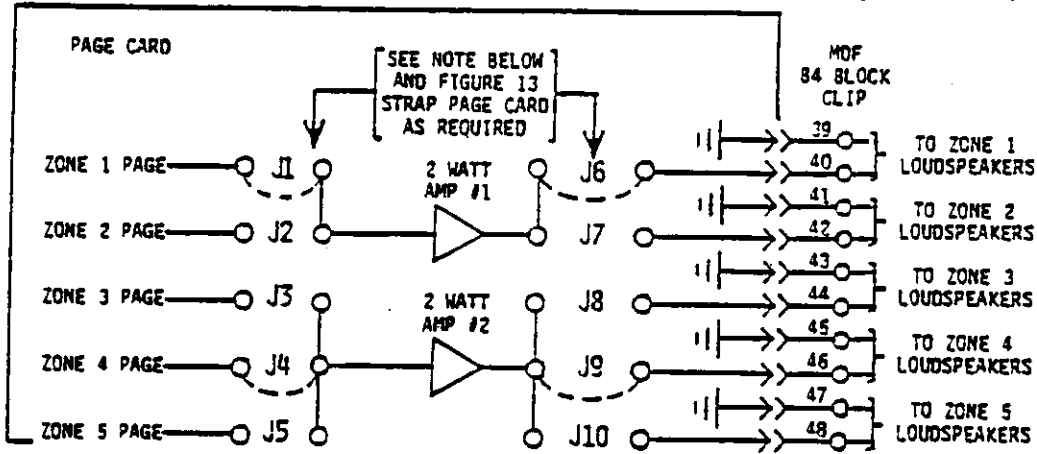 PAGE CARD
SEE NOTE BELOW
AND FIGURE 13
STRAP PAGE CARD
AS REQUIRED
MDF
84 BLOCK
CLIP
ZONE 1 PAGE
J1
2 WATT
AMP #1
J6
39
40
TO ZONE 1
LOUDSPEAKERS
ZONE 2 PAGE
J2
J7
41
42
TO ZONE 2
LOUDSPEAKERS
ZONE 3 PAGE
J3
2 WATT
AMP #2
J8
43
44
TO ZONE 3
LOUDSPEAKERS
ZONE 4 PAGE
J4
J9
45
46
TO ZONE 4
LOUDSPEAKERS
ZONE 5 PAGE
J5
J10
47
48
TO ZONE 5
LOUDSPEAKERS